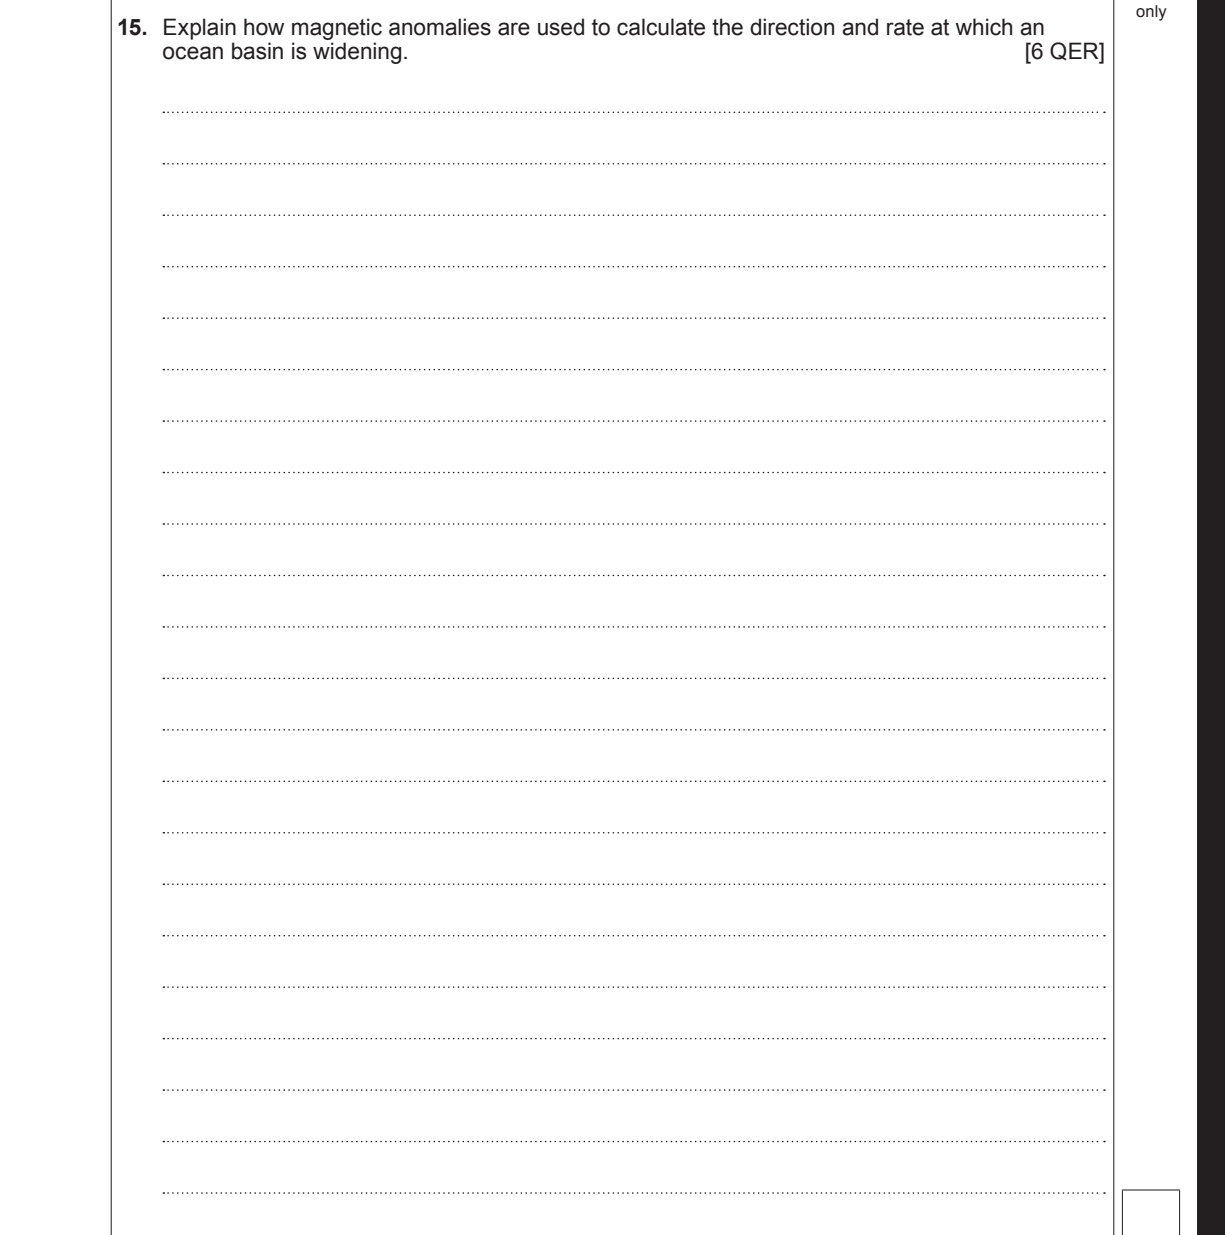 only
15. Explain how magnetic anomalies are used to calculate the direction and rate at which an
ocean basin is widening. [6 QER]